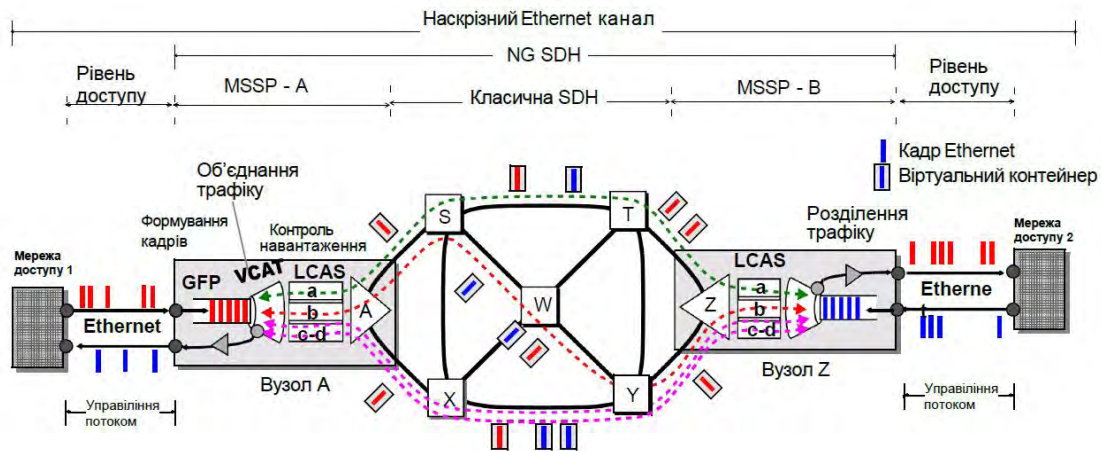 Наскрізний Ethernet канал
NG SDH
Рівень
доступу
MSSP - A
Класична SDH
MSSP - B
Рівень
доступу
Кадр Ethernet
Віртуальний контейнер
Об’єднання
трафіку
Формування
кадрів
Контроль
навантаження
Розділення
трафіку
Мережа
доступу 1
Мережа
доступу 2
GFP
VCAT
LCAS
a
b
c-d
A
S
T
W
X
Y
Z
LCAS
a
b
c-d
Ethernet
Etherne
Вузол A
Вузол Z
Управіління
потоком
Управіління
потоком